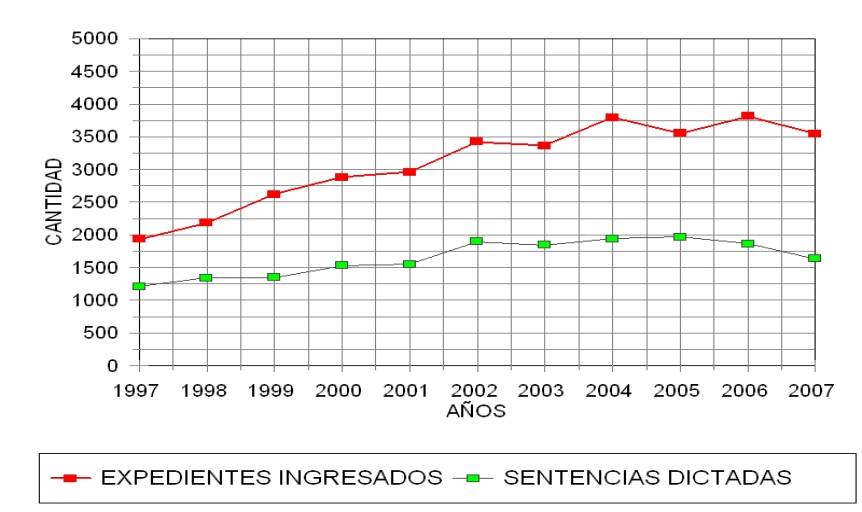 5000
4500
4000
3500
3000
2500
2000
1500
1000
500
0
CANTIDAD
1997 1998 1999 2000 2001 2002 2003 2004 2005 2006 2007
AÑOS
EXPEDIENTES INGRESADOS SENTENCIAS DICTADAS